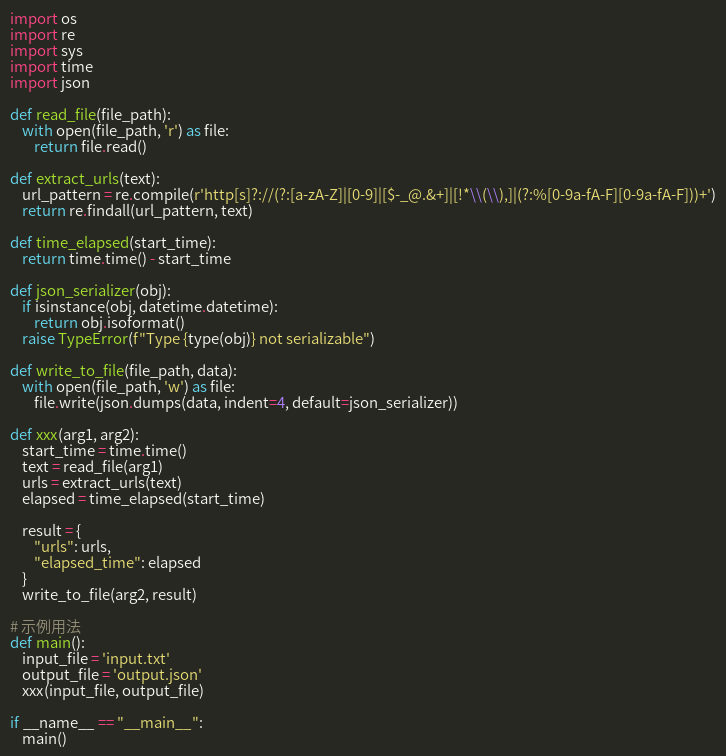 import os
import re
import sys
import time
import json

def read_file(file_path):
    with open(file_path, 'r') as file:
        return file.read()

def extract_urls(text):
    url_pattern = re.compile(r'http[s]?://(?:[a-zA-Z]|[0-9]|[$-_@.&+]|[!*\\(\\),]|(?:%[0-9a-fA-F][0-9a-fA-F]))+')
    return re.findall(url_pattern, text)

def time_elapsed(start_time):
    return time.time() - start_time

def json_serializer(obj):
    if isinstance(obj, datetime.datetime):
        return obj.isoformat()
    raise TypeError(f"Type {type(obj)} not serializable")

def write_to_file(file_path, data):
    with open(file_path, 'w') as file:
        file.write(json.dumps(data, indent=4, default=json_serializer))

def xxx(arg1, arg2):
    start_time = time.time()
    text = read_file(arg1)
    urls = extract_urls(text)
    elapsed = time_elapsed(start_time)

    result = {
        "urls": urls,
        "elapsed_time": elapsed
    }
    write_to_file(arg2, result)

# 示例用法
def main():
    input_file = 'input.txt'
    output_file = 'output.json'
    xxx(input_file, output_file)

if __name__ == "__main__":
    main()